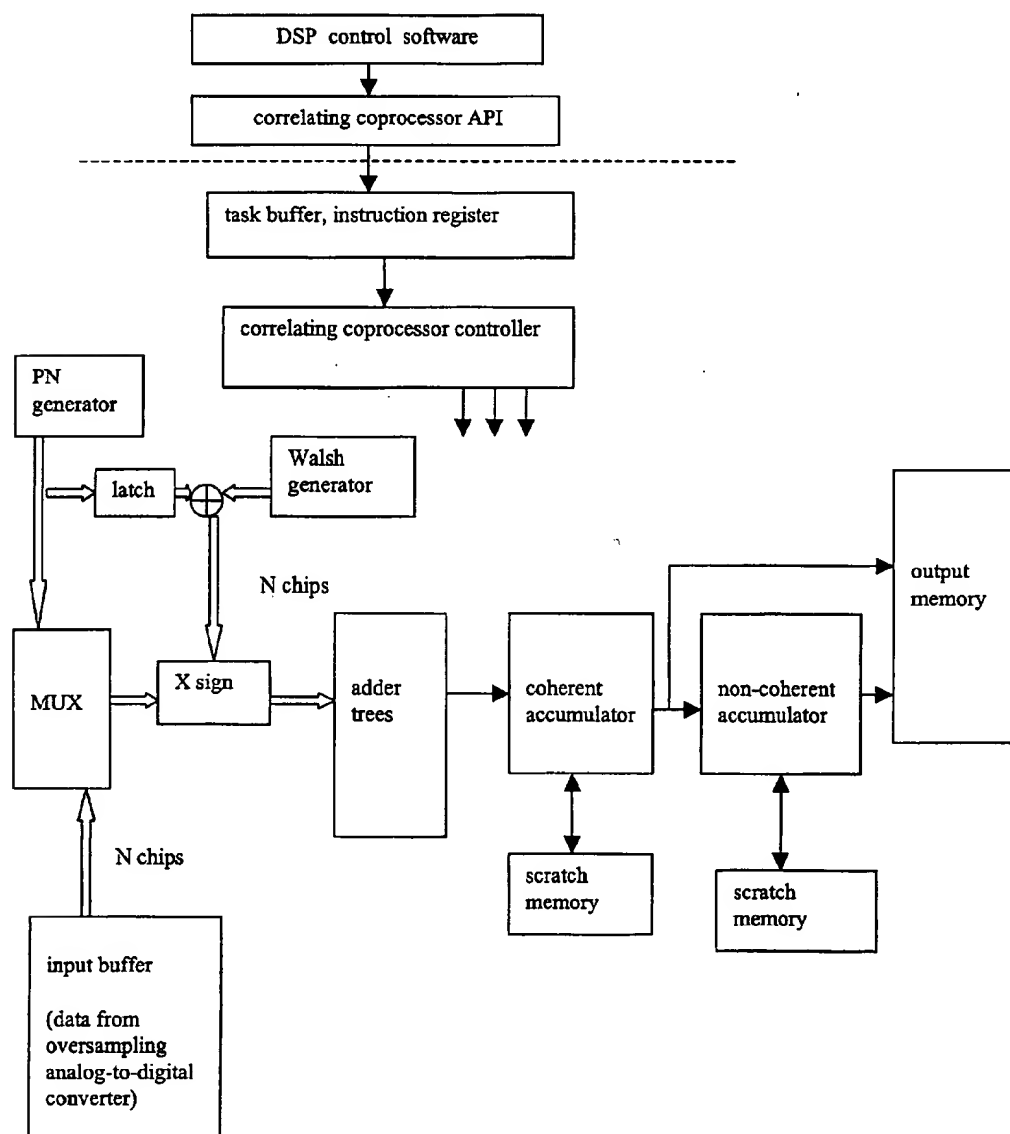 DSP control software
correlating coprocessor API
task buffer, instruction register
correlating coprocessor controller
PN
generator
latch
Walsh
generator
N chips
output
memory
MUX
X sign
adder
trees
coherent
accumulator
non-coherent
accumulator
N chips
scratch
memory
scratch
memory
input buffer
(data from
oversampling
analog-to-digital
converter)